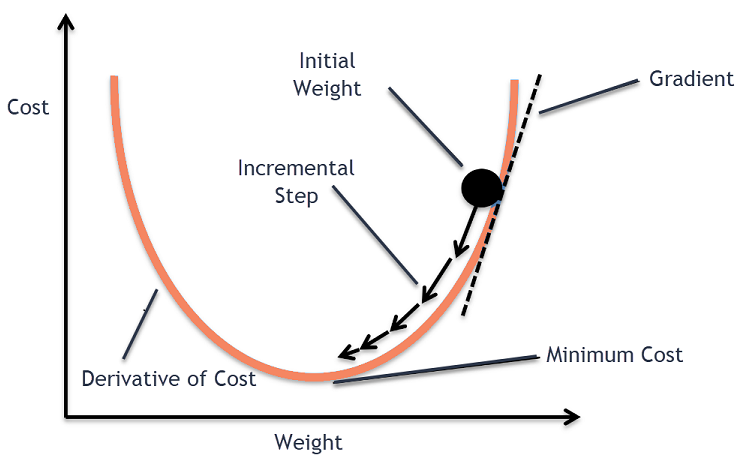 Initial
Weight
Gradient
Cost
Incremental
Step
Minimum Cost
Derivative of Cost
Weight